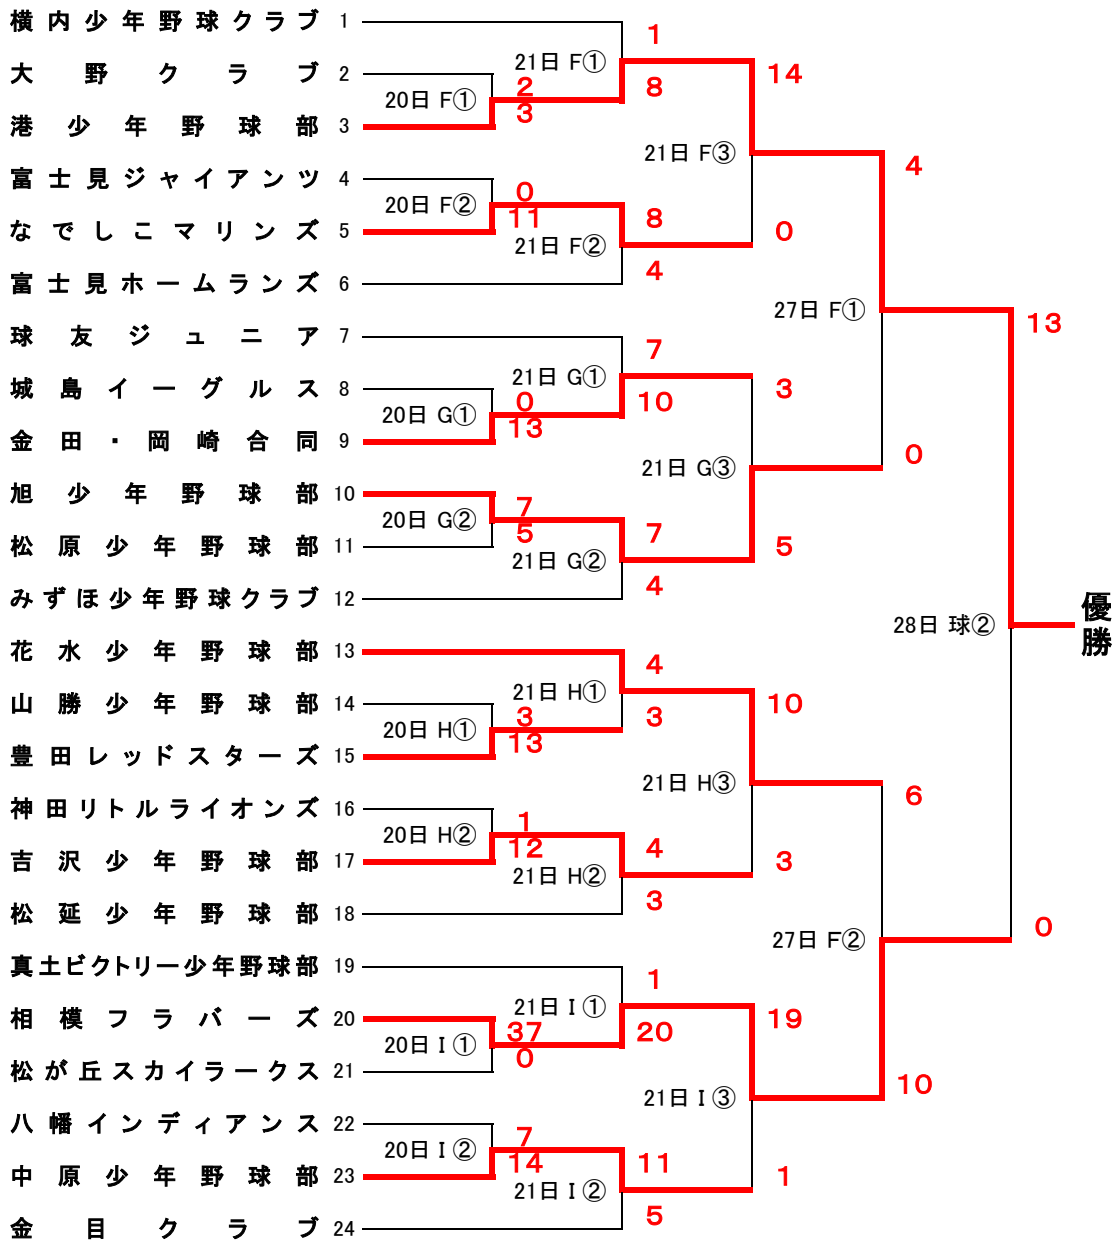 横内少年野球クラブ 1
1
21日 F①
14
大野クラブ 2
2
8
20日 F①
3
港少年野球部 3
21日 F③
4
富士見ジャイアンツ 4
0
20日 F②
11
8
なでしこマリンズ 5
0
21日 F②
4
富士見ホームランズ 6
27日 F①
13
球友ジュニア 7
7
21日 G①
3
城島イーグルス 8
0
10
20日 G①
13
金田・岡崎合同 9
0
21日 G③
旭少年野球部 10
7
20日 G②
5
7
松原少年野球部 11
5
21日 G②
4
みずほ少年野球クラブ 12
28日 球②
優勝
花水少年野球部 13
4
21日 H①
10
山勝少年野球部 14
3
3
20日 H①
13
豊田レッドスターズ 15
21日 H③
6
神田リトルライオンズ 16
1
20日 H②
12
4
吉沢少年野球部 17
3
21日 H②
3
松延少年野球部 18
0
27日 F②
真土ビクトリー少年野球部 19
1
21日 I①
19
相模フラバーズ 20
37
20
20日 I①
0
松が丘スカイラークス 21
10
21日 I③
八幡インディアンス 22
7
20日 I②
14
11
中原少年野球部 23
1
21日 I②
5
金目クラブ 24